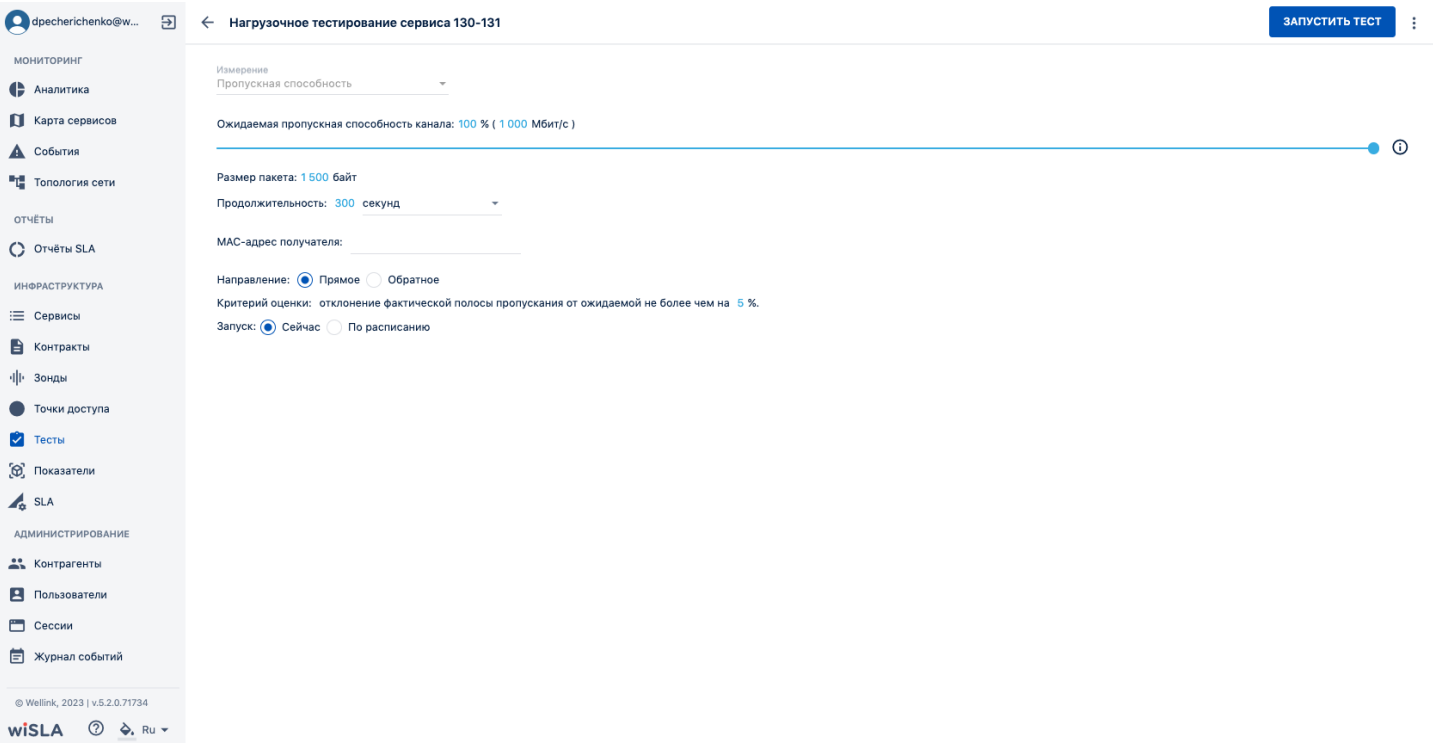 dpecherichenko@w...
МОНИТОРИНГ
Аналитика
Карта сервисов
События
Топология сети
ОТЧЁТЫ
Отчёты SLA
ИНФРАСТРУКТУРА
Сервисы
Контракты
Зонды
Точки доступа
Тесты
Показатели
SLA
АДМИНИСТРИРОВАНИЕ
Контрагенты
Пользователи
Сессии
Журнал событий
© Wellink, 2023 | v.5.2.0.71734
wiSLA Ru
Нагрузочное тестирование сервиса 130-131
ЗАПУСТИТЬ ТЕСТ
Измерение
Пропускная способность
Ожидаемая пропускная способность канала: 100 % ( 1 000 Мбит/с )
Размер пакета: 1 500 байт
Продолжительность: 300 секунд
MAC-адрес получателя:
Направление: Прямое Обратное
Критерий оценки: отклонение фактической полосы пропускания от ожидаемой не более чем на 5 %.
Запуск: Сейчас По расписанию